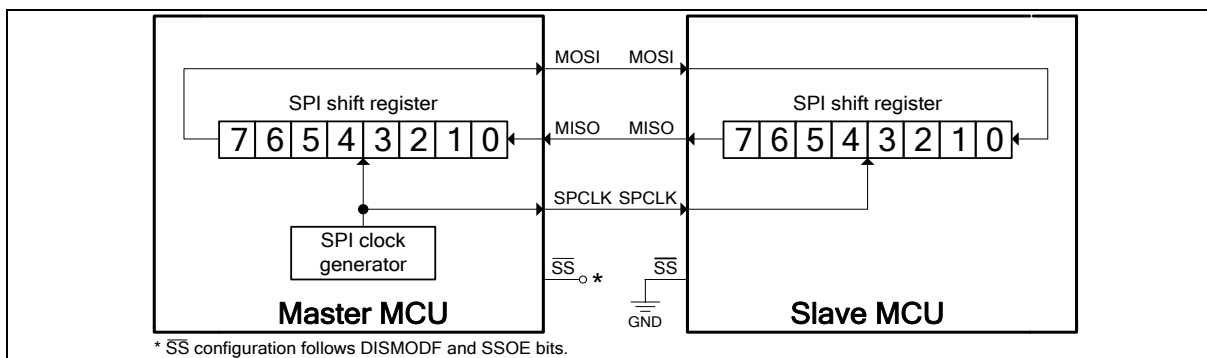 MOSI MOSI
SPI shift register SPI shift register
7 6 5 4 3 2 1 0 MISO MISO 7 6 5 4 3 2 1 0
SPCLK SPCLK
SPI clock
generator
SS * SS
GND
Master MCU Slave MCU
* SS configuration follows DISMODF and SSOE bits.